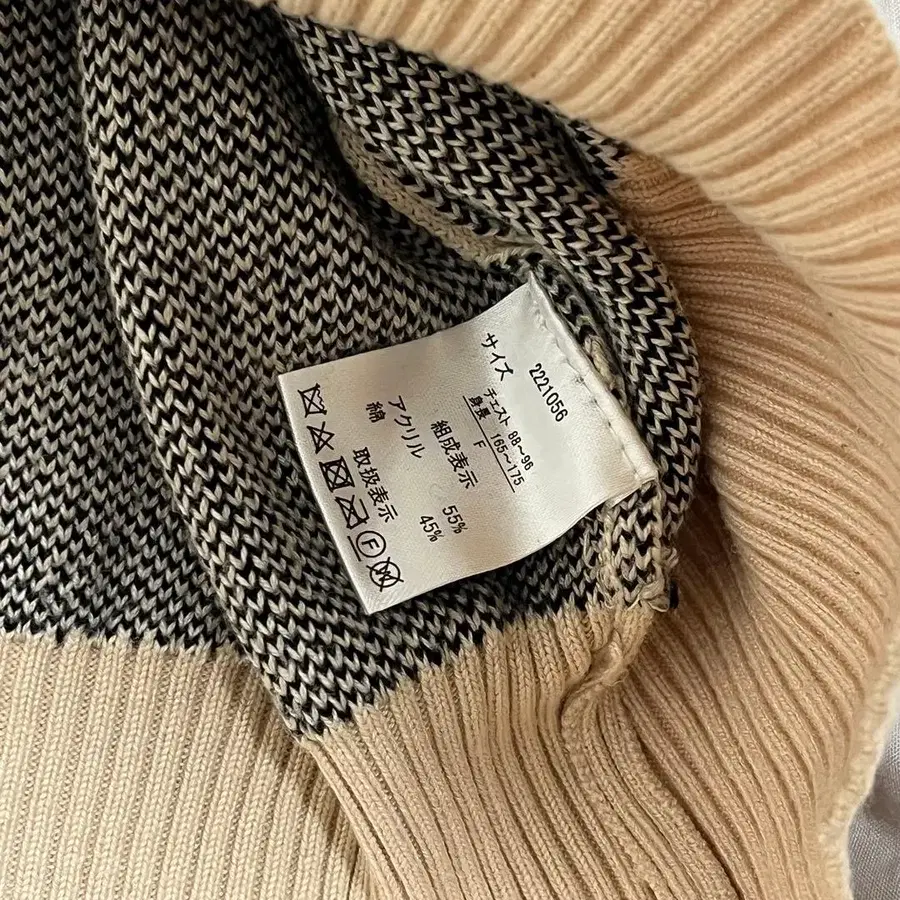 2221056
サイズ
チェスト 88～96
身長 165～175
F
組成表示
アクリル 55%
綿 45%
取扱表示
F
W